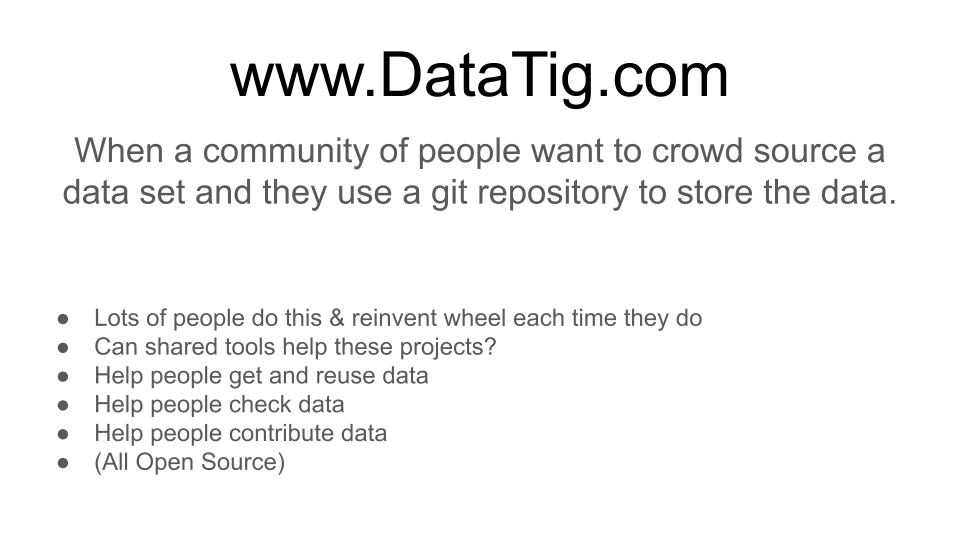 www.DataTig.com
When a community of people want to crowd source a
data set and they use a git repository to store the data.
● Lots of people do this & reinvent wheel each time they do
● Can shared tools help these projects?
● Help people get and reuse data
● Help people check data
● Help people contribute data
● (All Open Source)